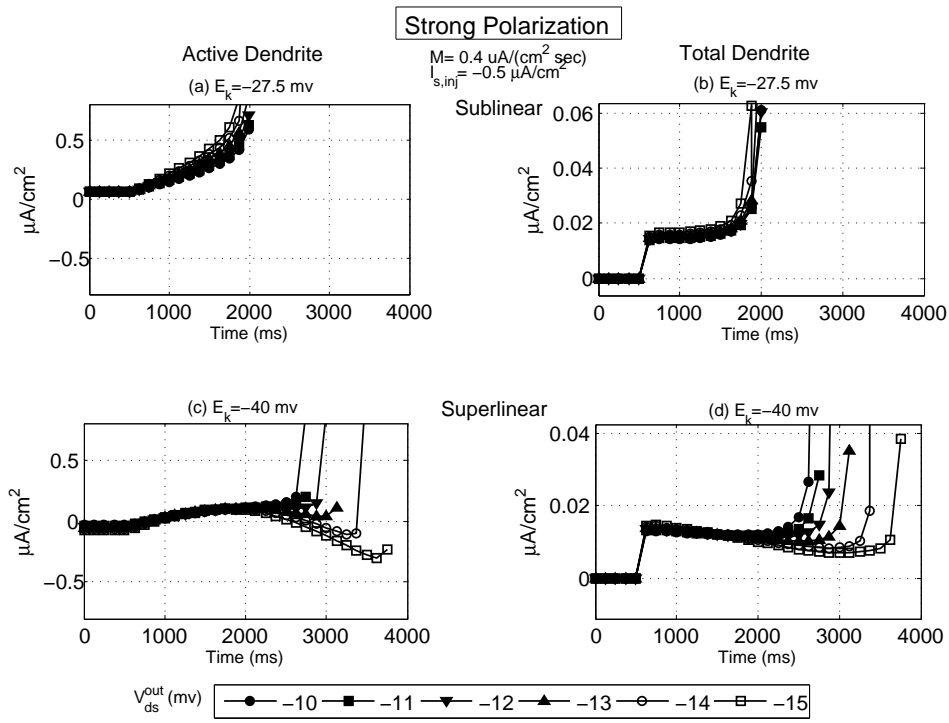 Strong Polarization
Active Dendrite
M= 0.4 uA/(cm² sec)
I_s,inj= −0.5 μA/cm²
Total Dendrite
(a) E_k=−27.5 mv
Sublinear
(b) E_k=−27.5 mv
μA/cm²
0.5
0
−0.5
0 1000 2000 3000 4000
Time (ms)
μA/cm²
0.06
0.04
0.02
0
0 1000 2000 3000 4000
Time (ms)
(c) E_k=−40 mv
Superlinear
(d) E_k=−40 mv
μA/cm²
0.5
0
−0.5
0 1000 2000 3000 4000
Time (ms)
μA/cm²
0.04
0.02
0
0 1000 2000 3000 4000
Time (ms)
V_ds^out (mv)
−10 −11 −12 −13 −14 −15